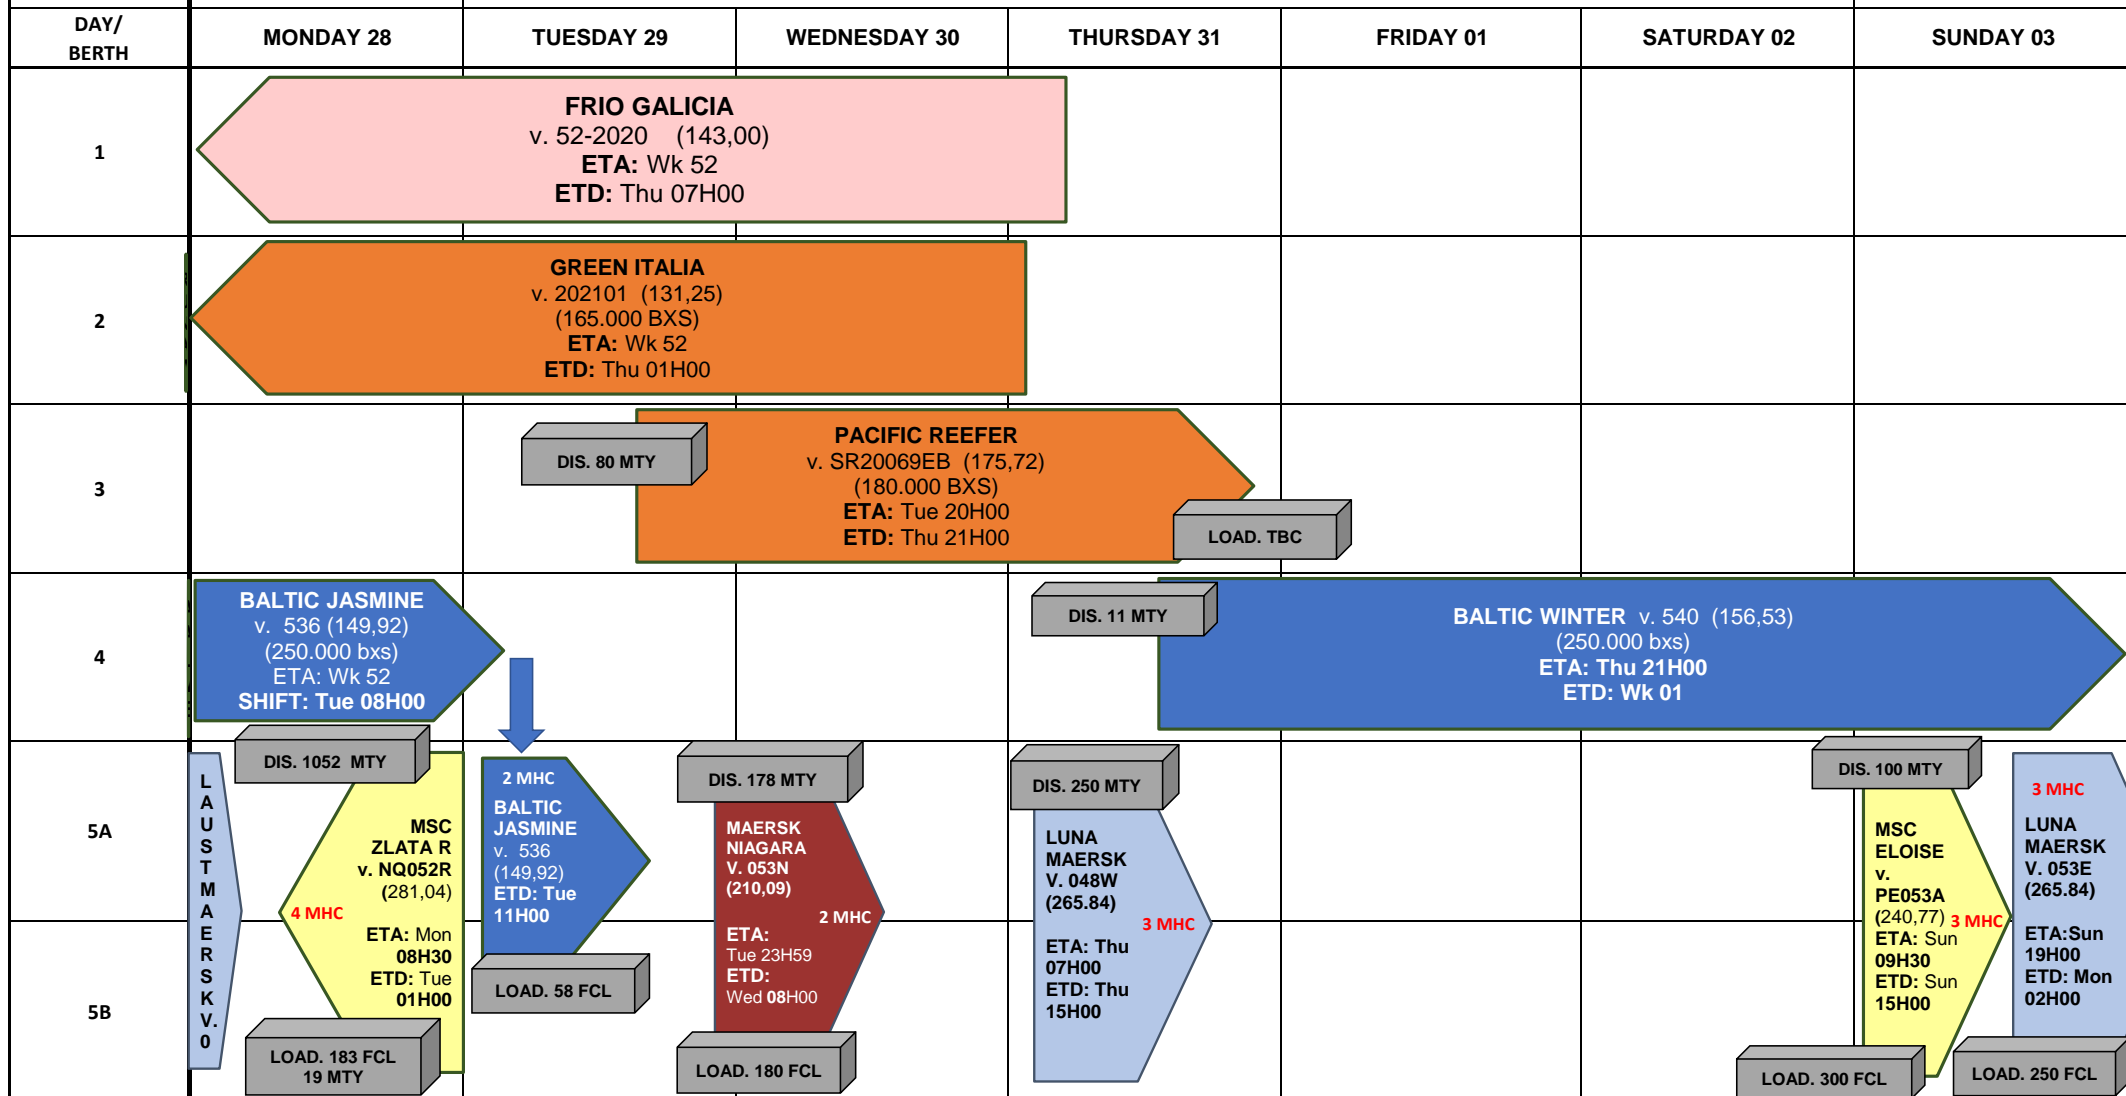 DAY/
BERTH
MONDAY 28
TUESDAY 29
WEDNESDAY 30
THURSDAY 31
FRIDAY 01
SATURDAY 02
SUNDAY 03
1
FRIO GALICIA
v. 52-2020 (143,00)
ETA: Wk 52
ETD: Thu 07H00
2
GREEN ITALIA
v. 202101 (131,25)
(165.000 BXS)
ETA: Wk 52
ETD: Thu 01H00
3
DIS. 80 MTY
PACIFIC REEFER
v. SR20069EB (175,72)
(180.000 BXS)
ETA: Tue 20H00
ETD: Thu 21H00
LOAD. TBC
4
BALTIC JASMINE
v. 536 (149,92)
(250.000 bxs)
ETA: Wk 52
SHIFT: Tue 08H00
DIS. 11 MTY
BALTIC WINTER v. 540 (156,53)
(250.000 bxs)
ETA: Thu 21H00
ETD: Wk 01
5A
5B
L
A
U
S
T
M
A
E
R
S
K
V.
0
DIS. 1052 MTY
MSC
ZLATA R
v. NQ052R
(281,04)
4 MHC
ETA: Mon
08H30
ETD: Tue
01H00
LOAD. 183 FCL
19 MTY
2 MHC
BALTIC
JASMINE
v. 536
(149,92)
ETD: Tue
11H00
LOAD. 58 FCL
DIS. 178 MTY
MAERSK
NIAGARA
V. 053N
(210,09)
2 MHC
ETA:
Tue 23H59
ETD:
Wed 08H00
LOAD. 180 FCL
DIS. 250 MTY
LUNA
MAERSK
V. 048W
(265.84)
3 MHC
ETA: Thu
07H00
ETD: Thu
15H00
DIS. 100 MTY
MSC
ELOISE
v.
PE053A
(240,77)
3 MHC
ETA: Sun
09H30
ETD: Sun
15H00
LOAD. 300 FCL
3 MHC
LUNA
MAERSK
V. 053E
(265.84)
ETA:Sun
19H00
ETD: Mon
02H00
LOAD. 250 FCL